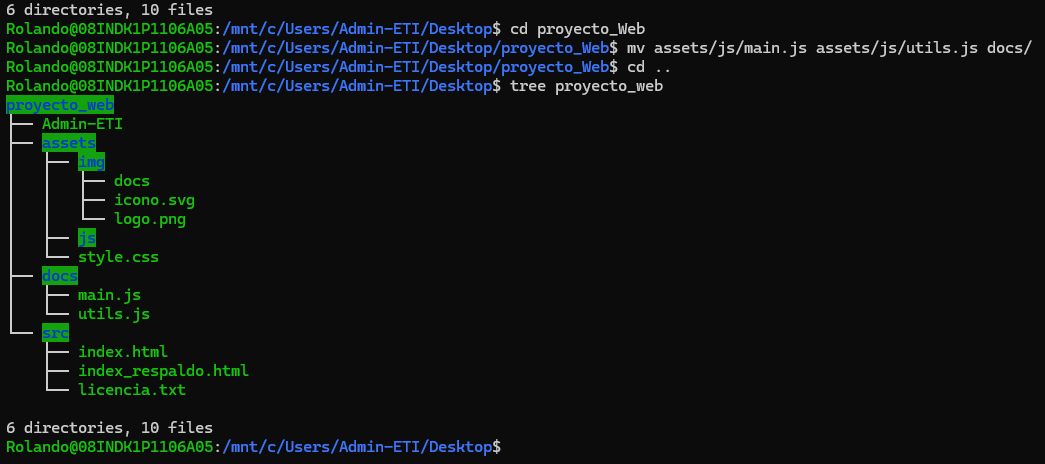 6 directories, 10 files
Rolando@08INDK1P1106A05:/mnt/c/Users/Admin-ETI/Desktop$ cd proyecto_Web
Rolando@08INDK1P1106A05:/mnt/c/Users/Admin-ETI/Desktop/proyecto_Web$ mv assets/js/main.js assets/js/utils.js docs/
Rolando@08INDK1P1106A05:/mnt/c/Users/Admin-ETI/Desktop/proyecto_Web$ cd ..
Rolando@08INDK1P1106A05:/mnt/c/Users/Admin-ETI/Desktop$ tree proyecto_web
proyecto_web
├── Admin-ETI
├── assets
│   ├── img
│   │   ├── docs
│   │   ├── icono.svg
│   │   └── logo.png
│   ├── js
│   └── style.css
├── docs
│   ├── main.js
│   └── utils.js
└── src
    ├── index.html
    ├── index_respaldo.html
    └── licencia.txt
6 directories, 10 files
Rolando@08INDK1P1106A05:/mnt/c/Users/Admin-ETI/Desktop$